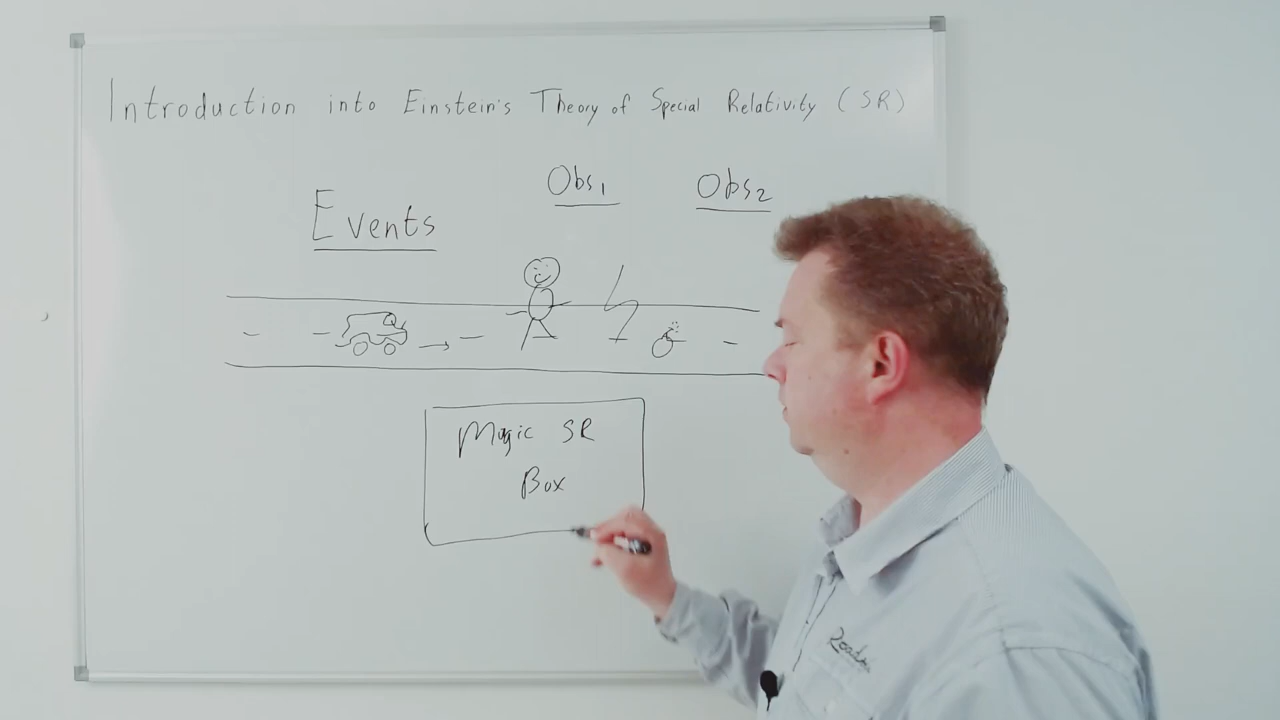 Introduction into Einstein's Theory of Special Relativity (SR)
Obs1 Obs2
Events
Magic SR
Box